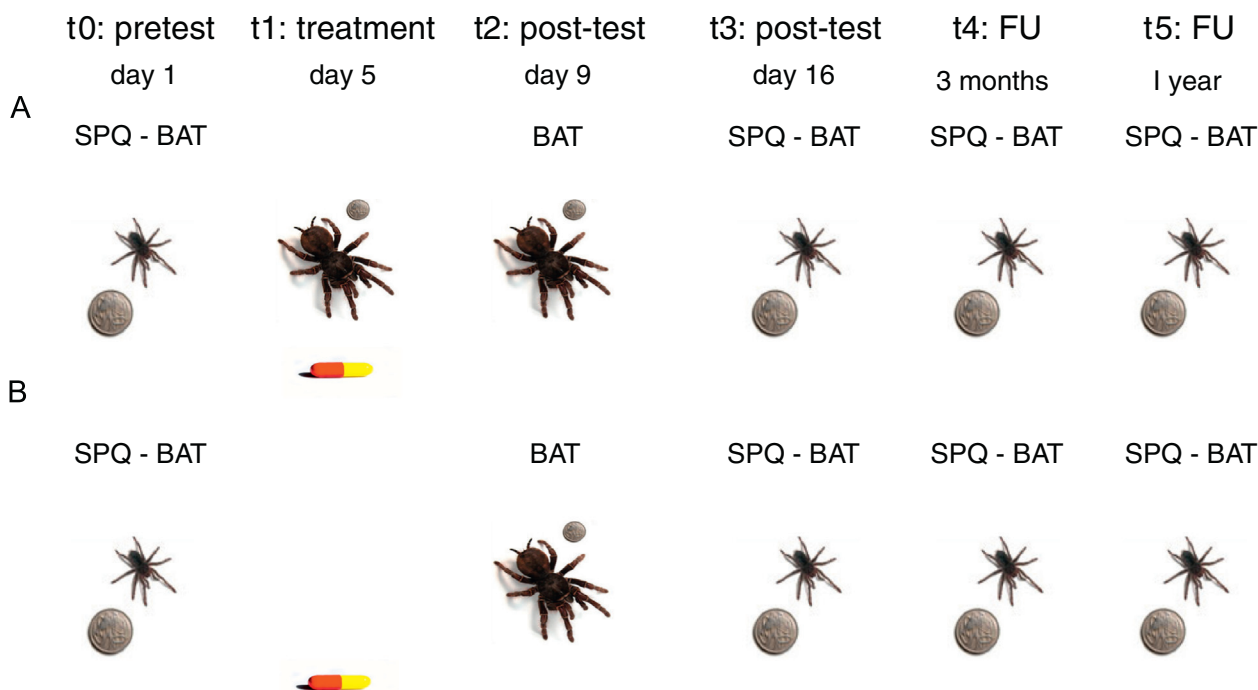 t0: pretest t1: treatment t2: post-test t3: post-test t4: FU t5: FU
day 1 day 5 day 9 day 16 3 months I year
A
SPQ - BAT BAT SPQ - BAT SPQ - BAT SPQ - BAT
B
SPQ - BAT BAT SPQ - BAT SPQ - BAT SPQ - BAT